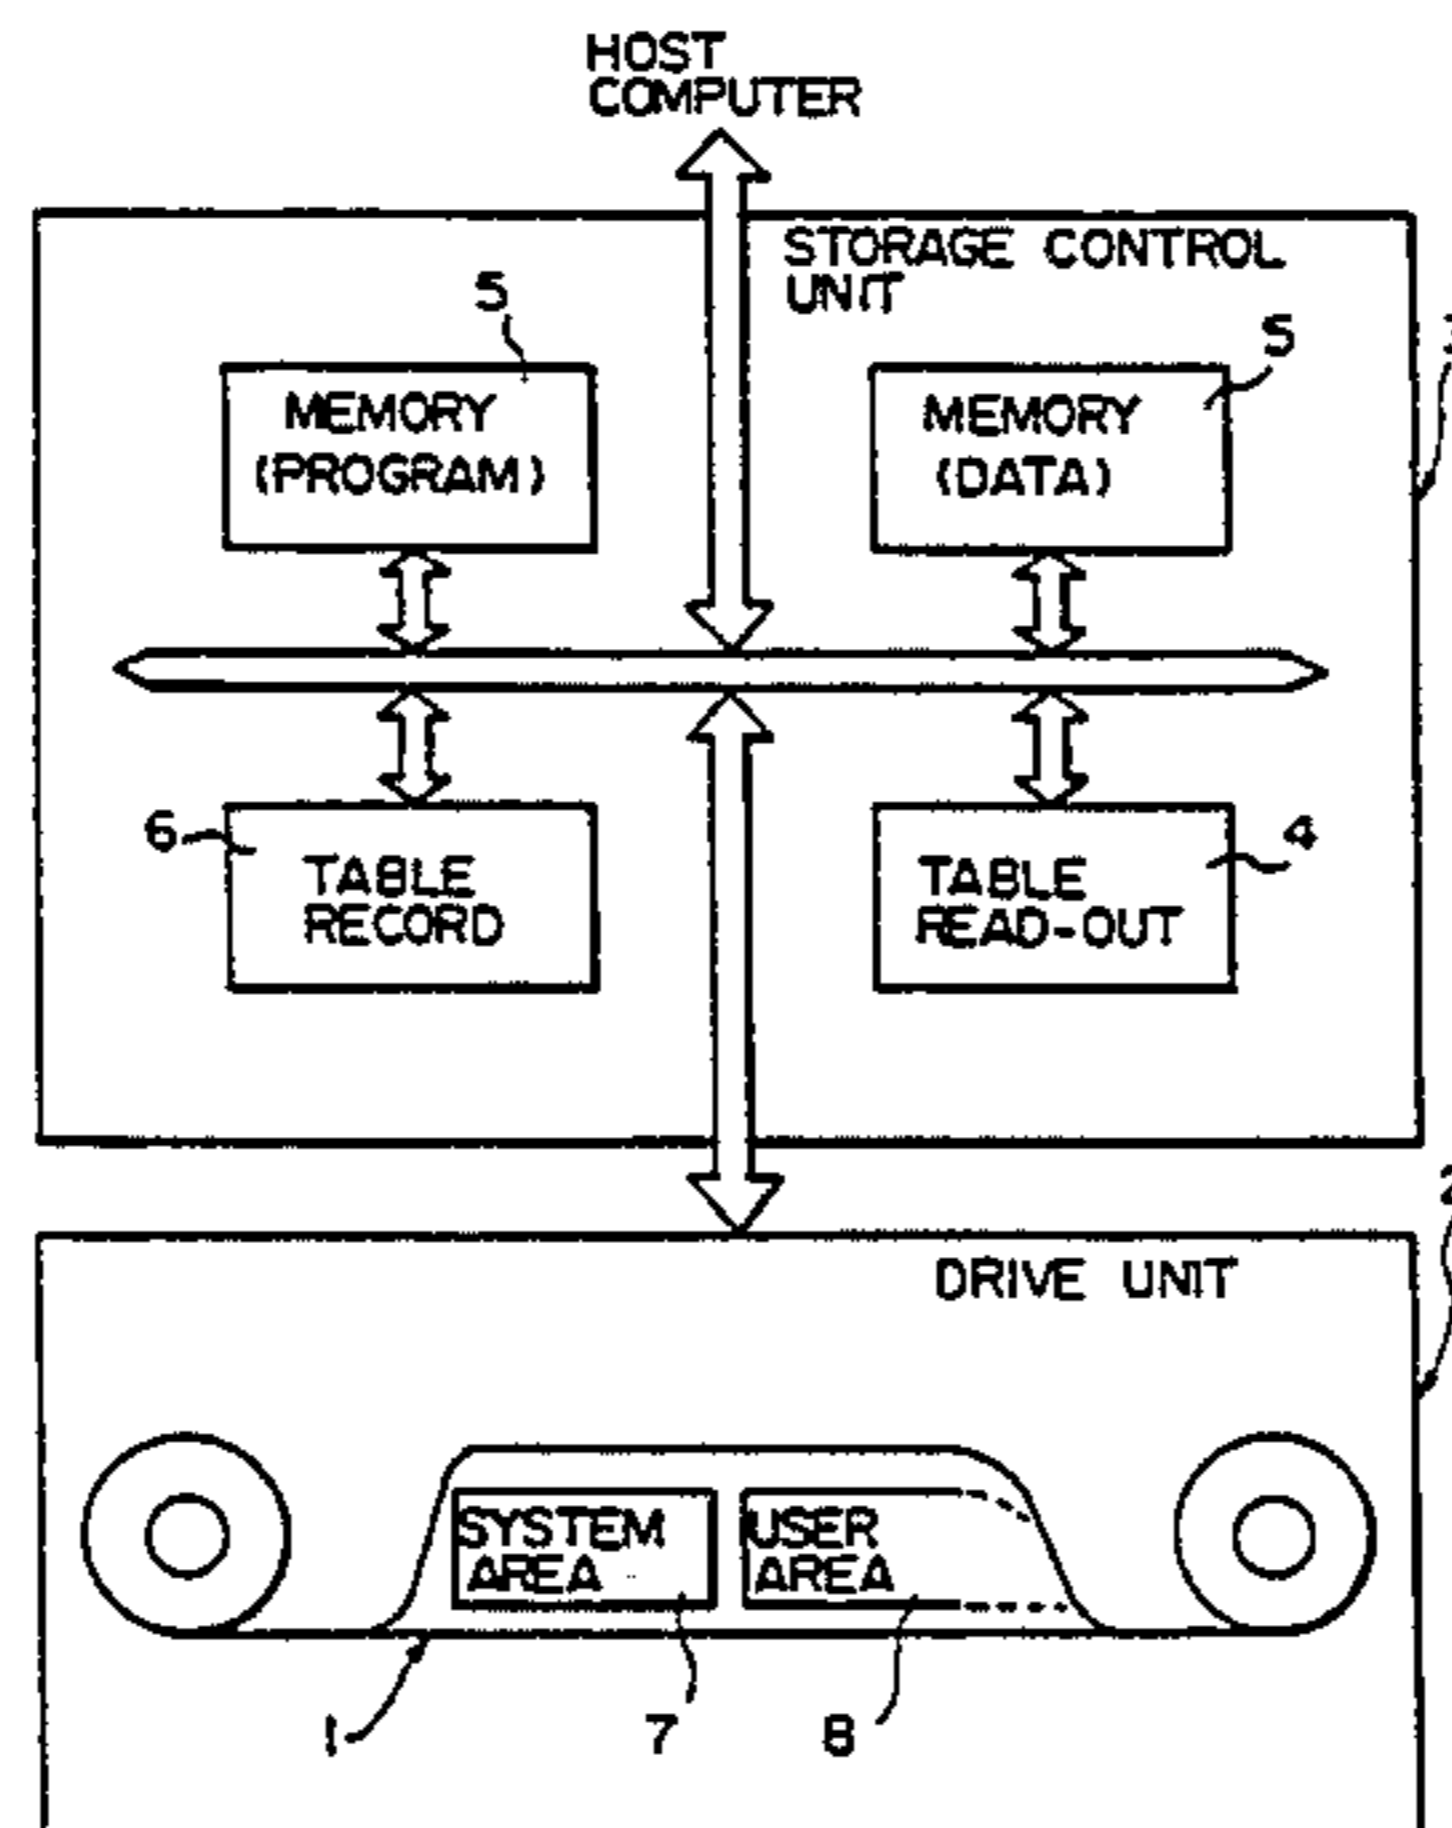 HOST
COMPUTER
STORAGE CONTROL
UNIT
5
5
MEMORY
(PROGRAM)
MEMORY
(DATA)
6
TABLE
RECORD
4
TABLE
READ-OUT
2
DRIVE UNIT
SYSTEM
AREA
USER
AREA
1
7
8